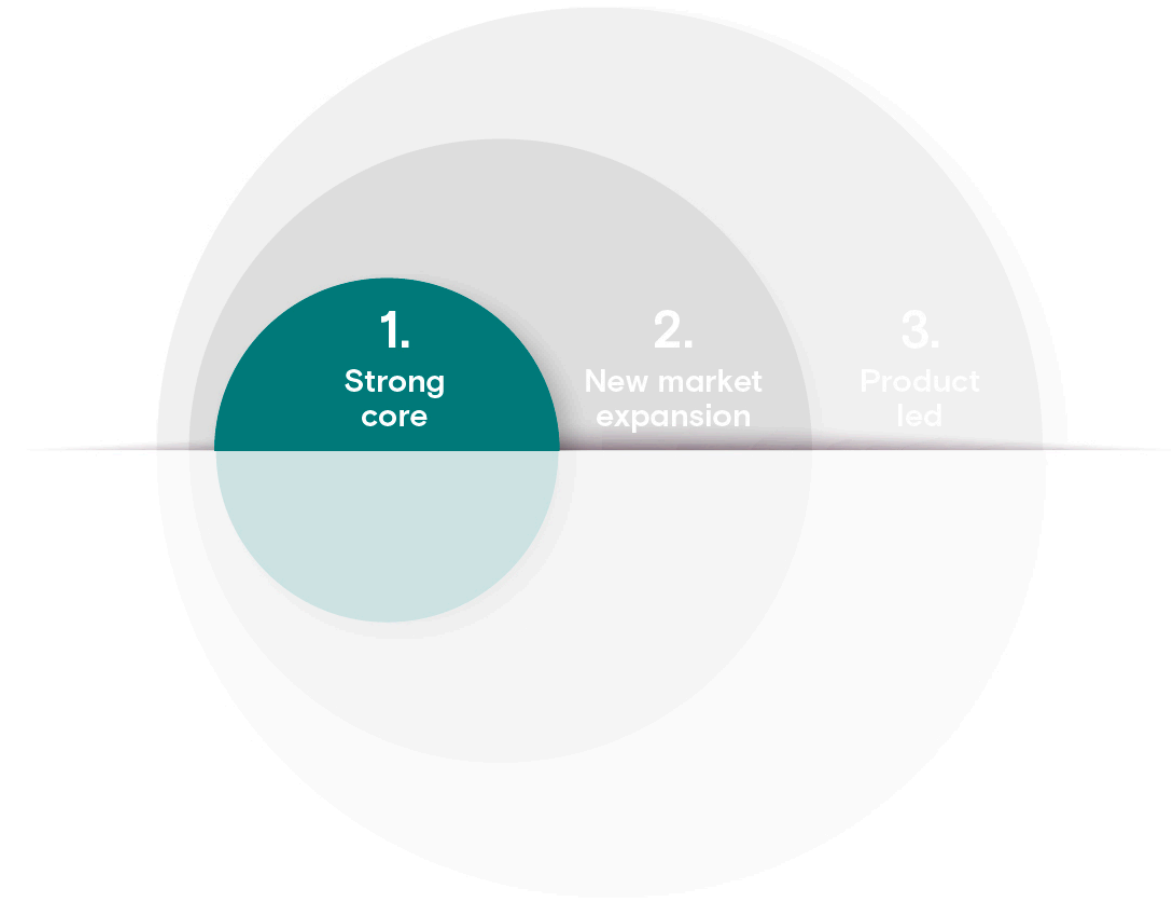 1.
Strong
core
2.
New market
expansion
3.
Product
led